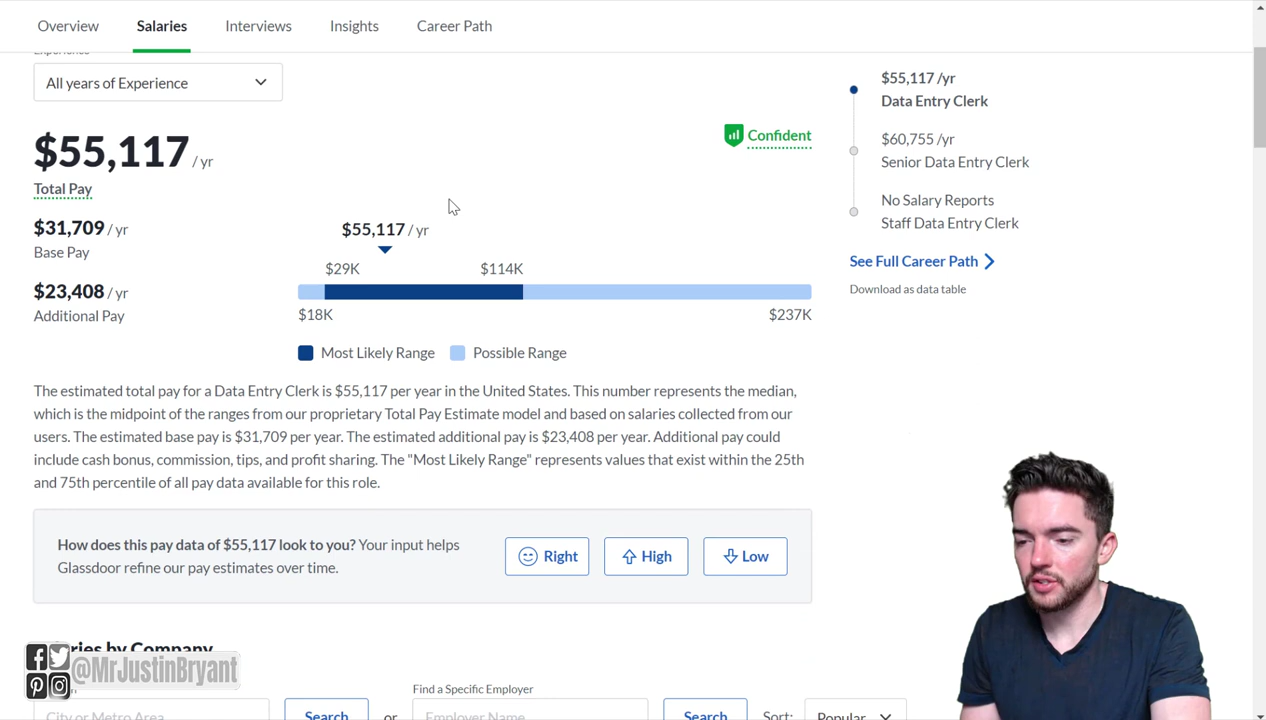 Overview Salaries Interviews Insights Career Path
Experience
All years of Experience
$55,117 / yr
Confident
Total Pay
$31,709 / yr
Base Pay
$23,408 / yr
Additional Pay
$55,117 / yr
$29K $114K
$18K $237K
Most Likely Range Possible Range
The estimated total pay for a Data Entry Clerk is $55,117 per year in the United States. This number represents the median,
which is the midpoint of the ranges from our proprietary Total Pay Estimate model and based on salaries collected from our
users. The estimated base pay is $31,709 per year. The estimated additional pay is $23,408 per year. Additional pay could
include cash bonus, commission, tips, and profit sharing. The "Most Likely Range" represents values that exist within the 25th
and 75th percentile of all pay data available for this role.
How does this pay data of $55,117 look to you? Your input helps
Glassdoor refine our pay estimates over time.
Right High Low
$55,117 /yr
Data Entry Clerk
$60,755 /yr
Senior Data Entry Clerk
No Salary Reports
Staff Data Entry Clerk
See Full Career Path
Download as data table
by Company
@MrJustinBryant
Find a Specific Employer
City or Metro Area Search or Employer Name Search Sort: Popular